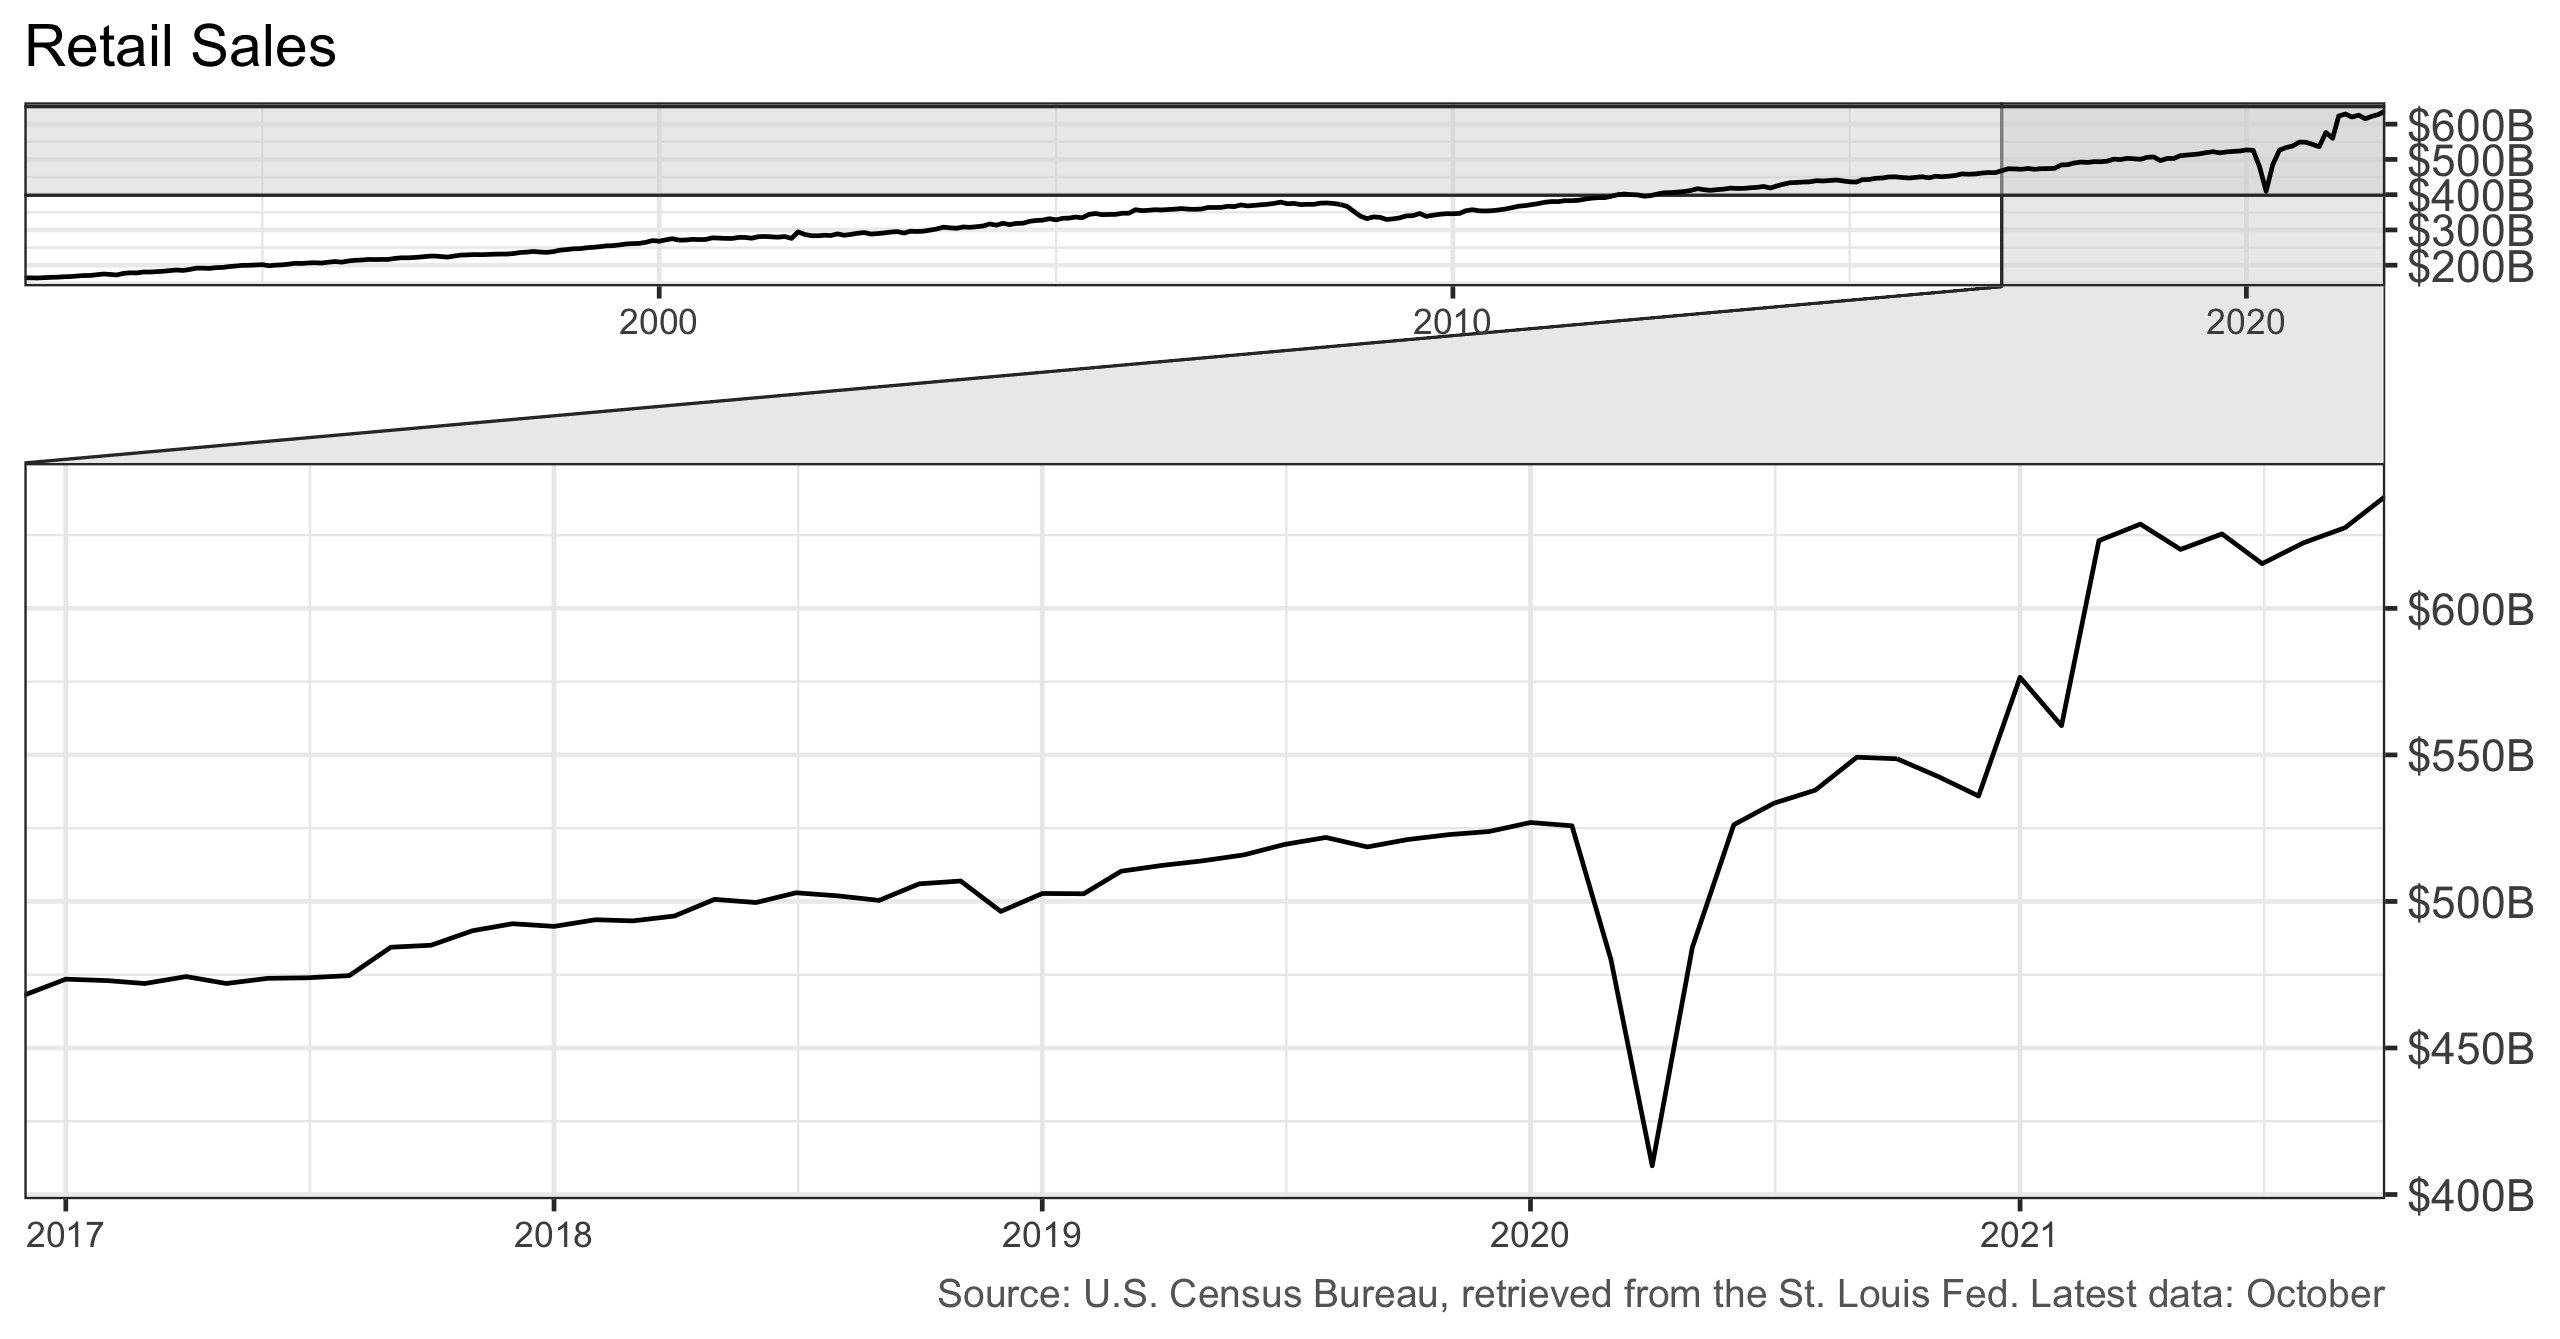 Retail Sales
$600B
$500B
$400B
$300B
$200B
2000 2010 2020
$600B
$550B
$500B
$450B
$400B
2017 2018 2019 2020 2021
Source: U.S. Census Bureau, retrieved from the St. Louis Fed. Latest data: October